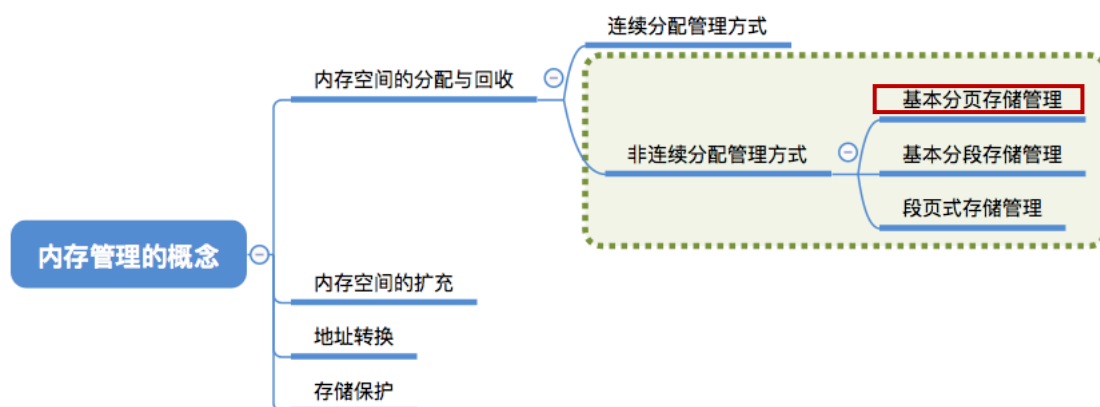 连续分配管理方式
内存空间的分配与回收
基本分页存储管理
非连续分配管理方式
基本分段存储管理
段页式存储管理
内存管理的概念
内存空间的扩充
地址转换
存储保护